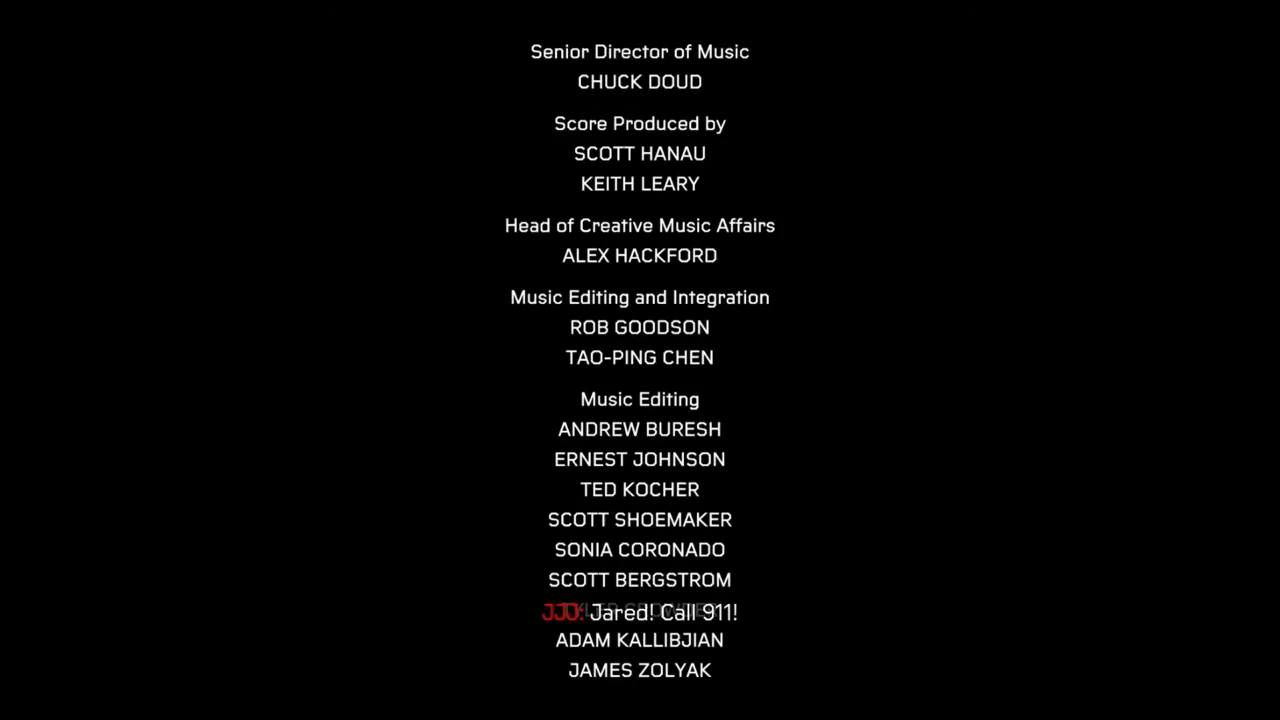 Senior Director of Music
CHUCK DOUD
Score Produced by
SCOTT HANAU
KEITH LEARY
Head of Creative Music Affairs
ALEX HACKFORD
Music Editing and Integration
ROB GOODSON
TAO-PING CHEN
Music Editing
ANDREW BURESH
ERNEST JOHNSON
TED KOCHER
SCOTT SHOEMAKER
SONIA CORONADO
SCOTT BERGSTROM
JJJ: Jared! Call 911!
ADAM KALLIBJIAN
JAMES ZOLYAK